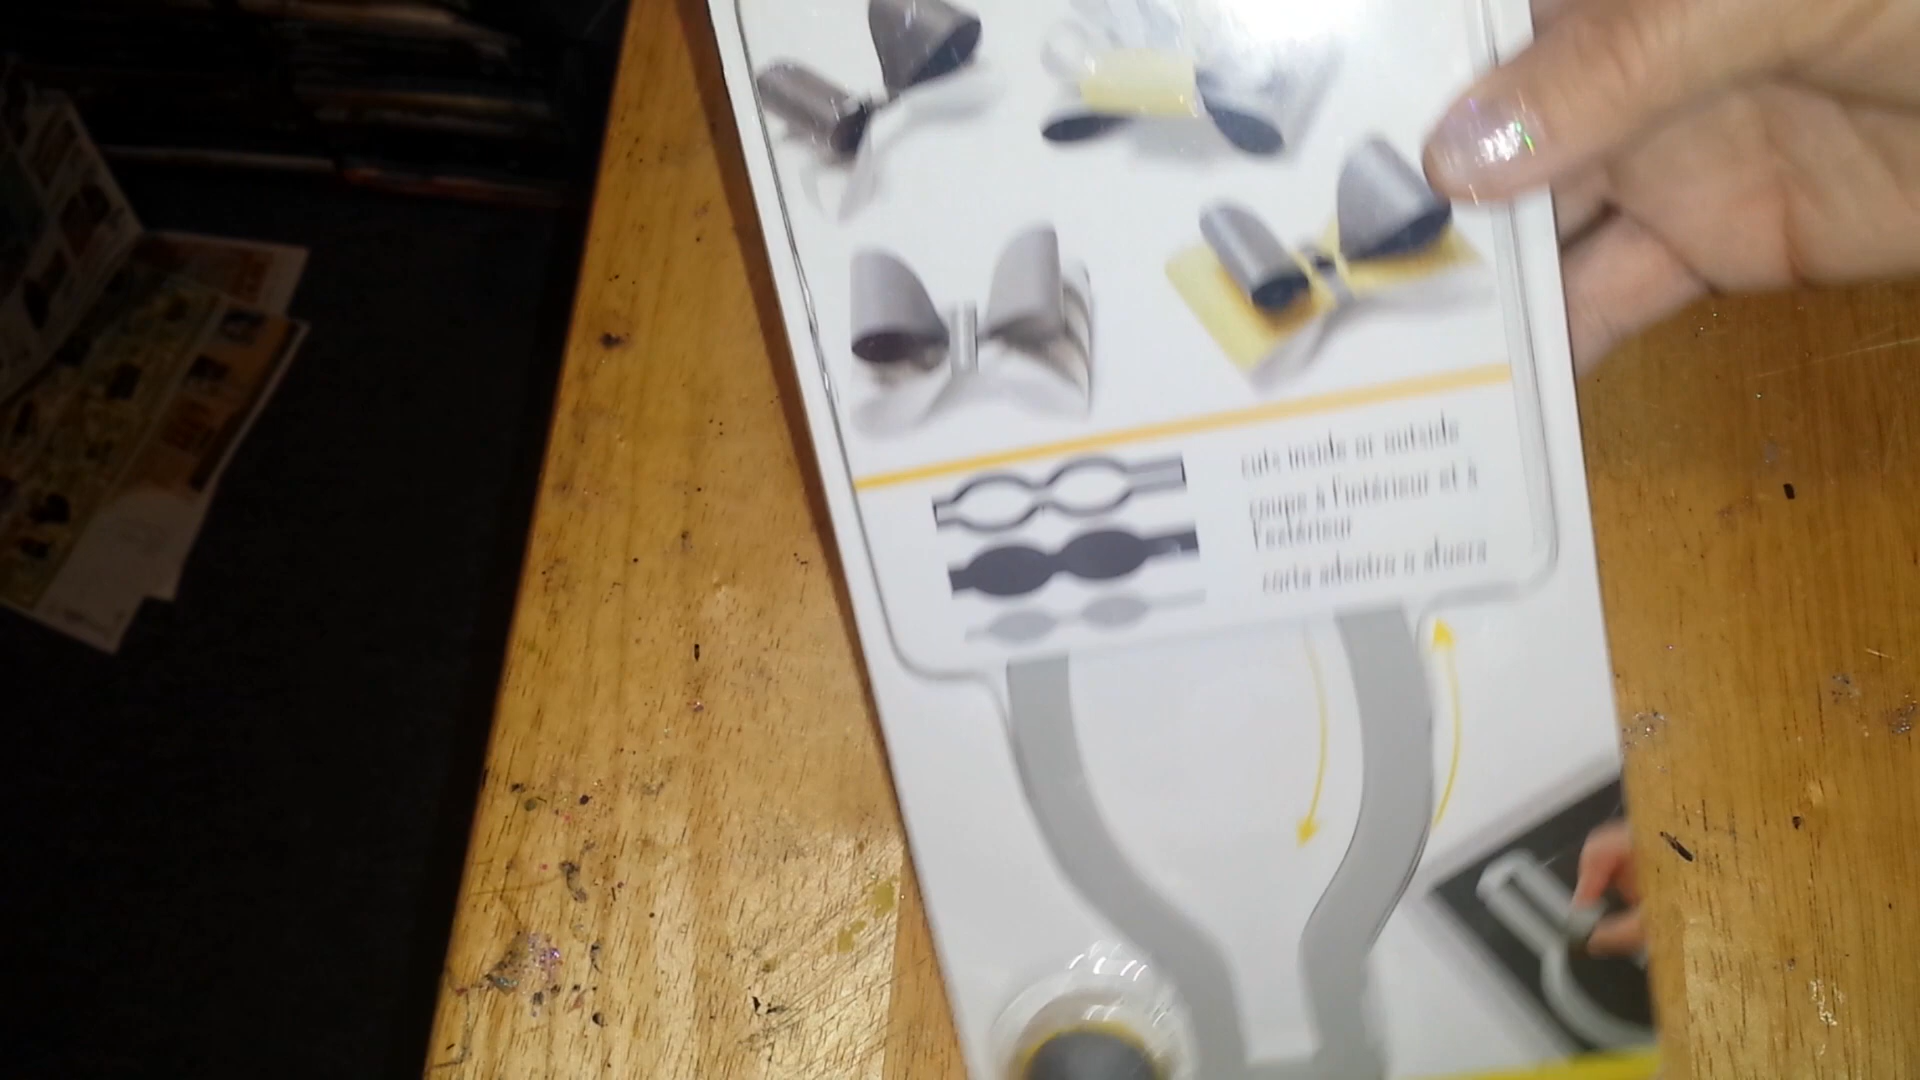 cuts inside or outside
coupe à l'intérieur et à
l'extérieur
corta adentro o afuera